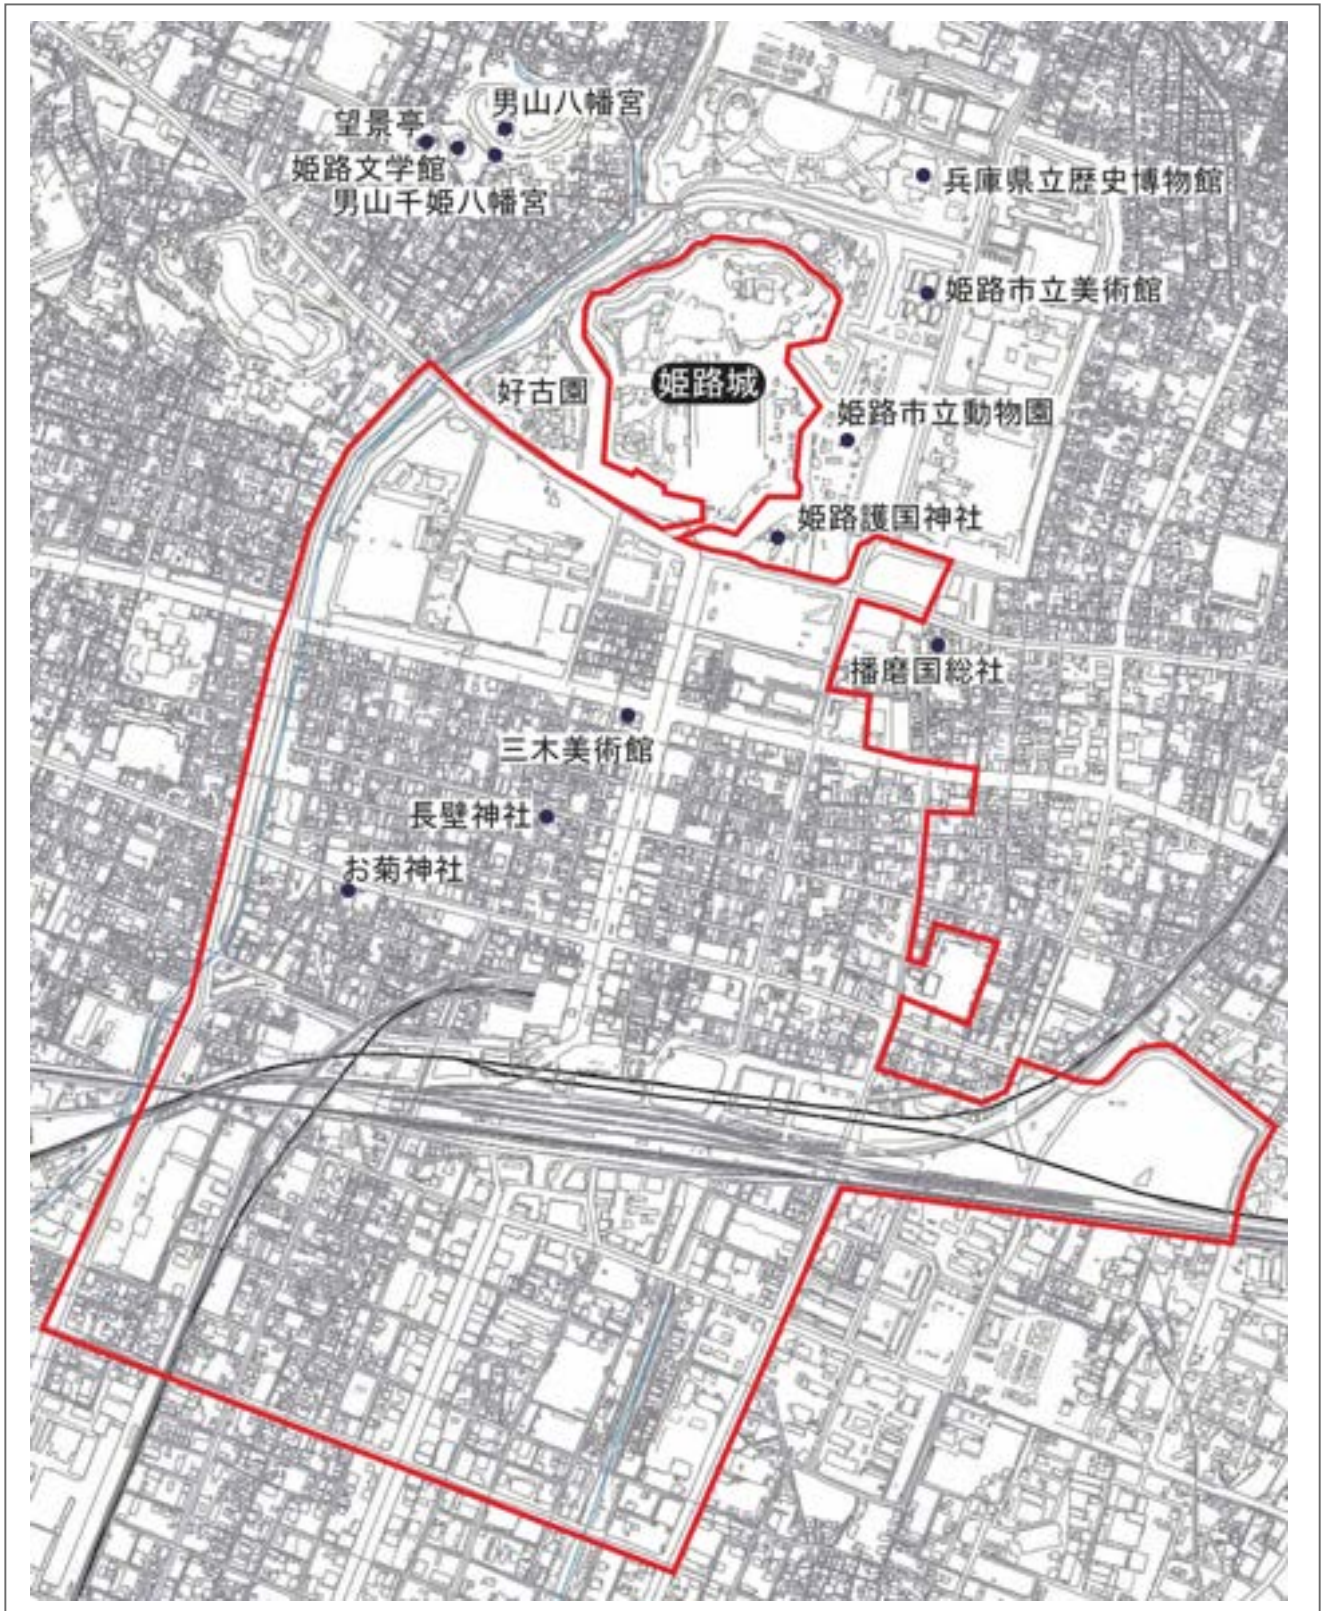 男山八幡宮
望景亭
姫路文学館
男山千姫八幡宮
兵庫県立歴史博物館
姫路市立美術館
姫路城
好古園
姫路市立動物園
姫路護国神社
播磨国総社
三木美術館
長壁神社
お菊神社